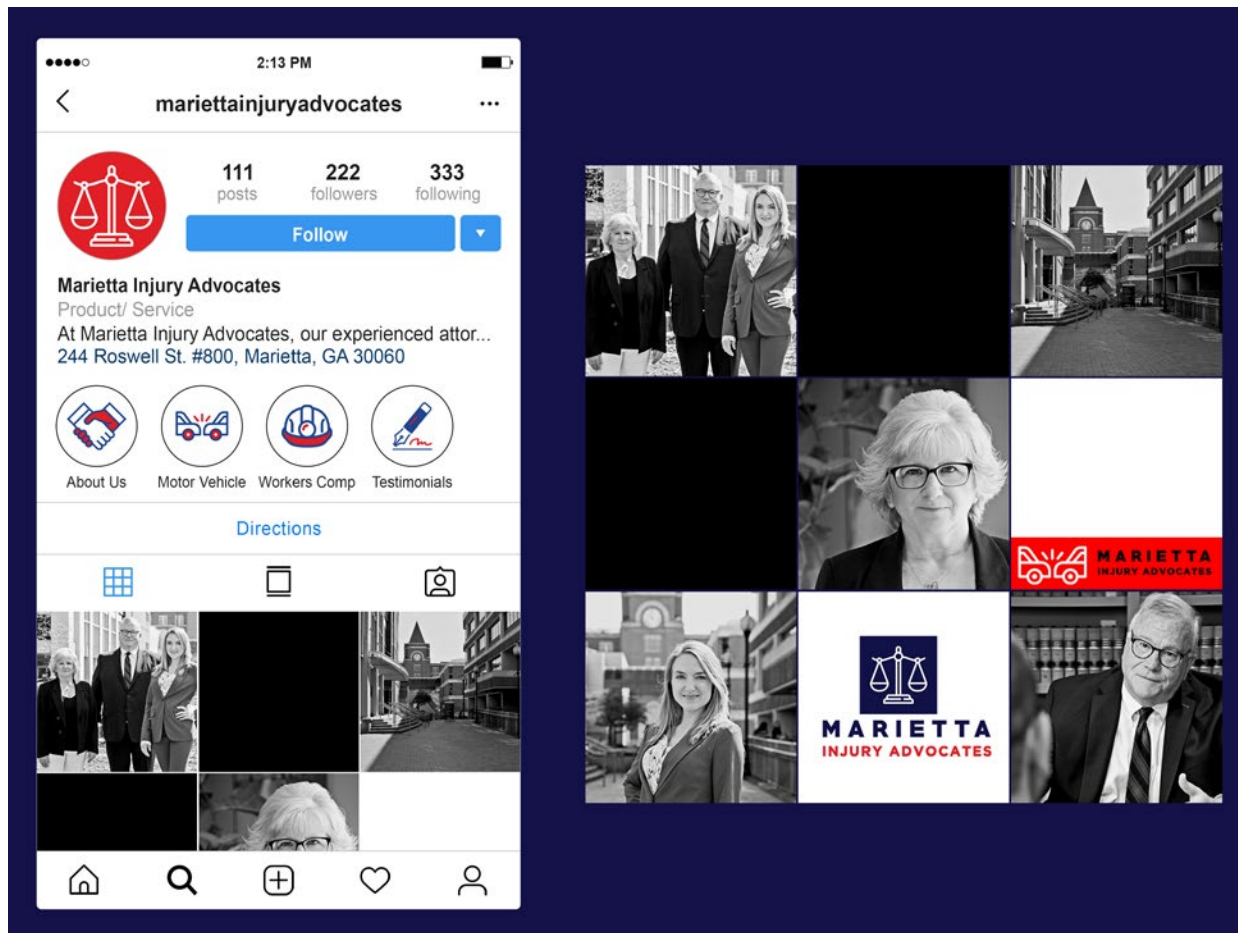 2:13 PM
mariettainjuryadvocates
111 222 333
posts followers following
Follow
Marietta Injury Advocates
Product/ Service
At Marietta Injury Advocates, our experienced attor...
244 Roswell St. #800, Marietta, GA 30060
About Us Motor Vehicle Workers Comp Testimonials
Directions
MARIETTA
INJURY ADVOCATES
MARIETTA
INJURY ADVOCATES